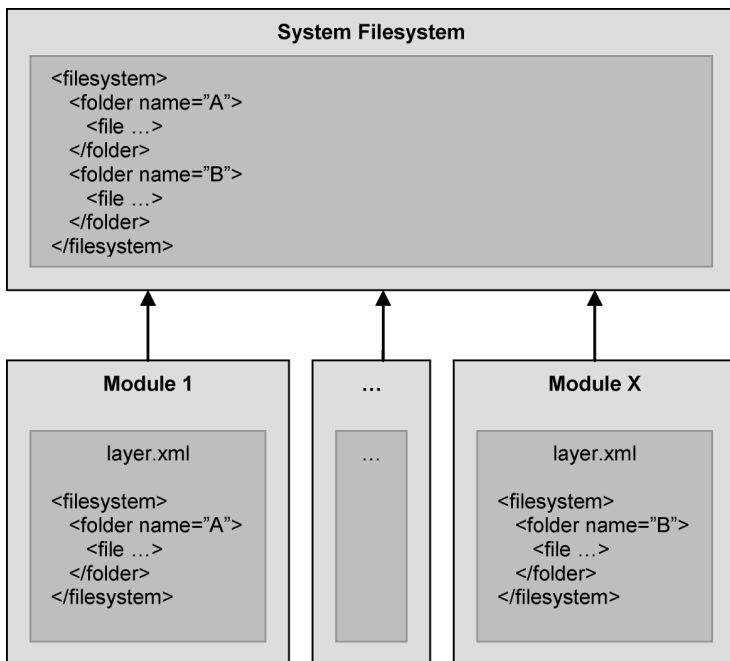 System Filesystem
<filesystem>
<folder name=”A”>
<file …>
</folder>
<folder name=”B”>
<file …>
</folder>
</filesystem>
Module 1
layer.xml
<filesystem>
<folder name=”A”>
<file …>
</folder>
</filesystem>
…
…
Module X
layer.xml
<filesystem>
<folder name=”B”>
<file …>
</folder>
</filesystem>